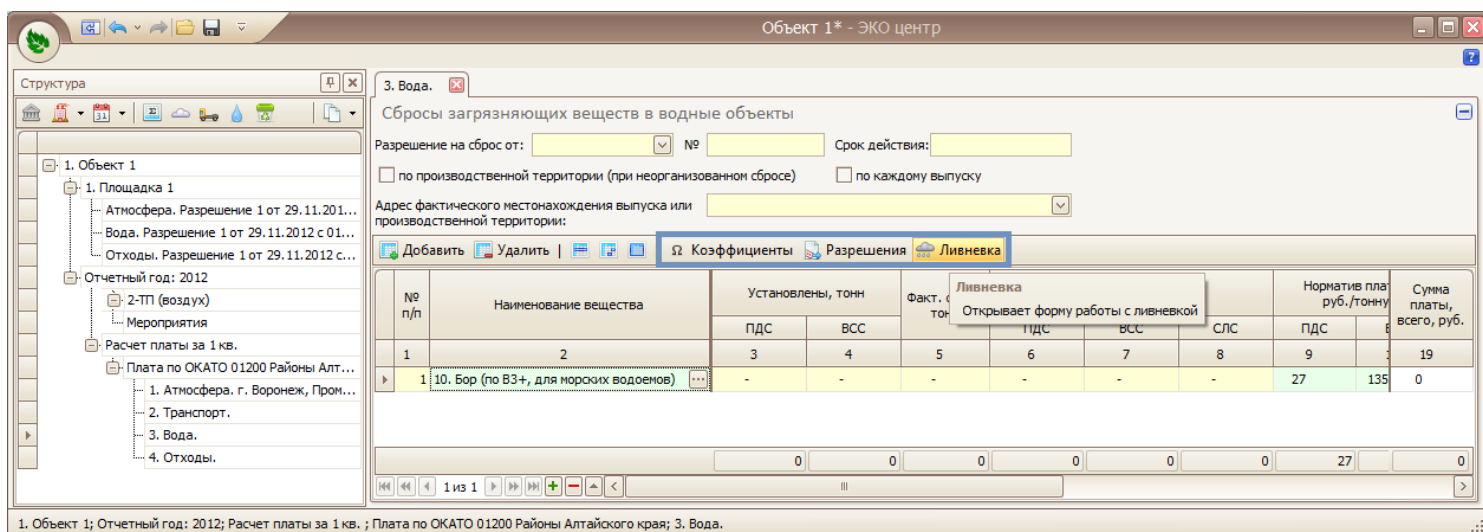 Объект 1* - ЭКО центр
Структура
31
1. Объект 1
1. Площадка 1
Атмосфера. Разрешение 1 от 29.11.201...
Вода. Разрешение 1 от 29.11.2012 с 01...
Отходы. Разрешение 1 от 29.11.2012 с...
Отчетный год: 2012
2-ТП (воздух)
Мероприятия
Расчет платы за 1 кв.
Плата по ОКАТО 01200 Районы Алт...
1. Атмосфера. г. Воронеж, Пром...
2. Транспорт.
3. Вода.
4. Отходы.
3. Вода.
Сбросы загрязняющих веществ в водные объекты
Разрешение на сброс от: № Срок действия:
по производственной территории (при неорганизованном сбросе) по каждому выпуску
Адрес фактического местонахождения выпуска или
производственной территории:
Добавить Удалить | Ω Коэффициенты Разрешения Ливневка
Ливневка
Открывает форму работы с ливневкой
№ п/п Наименование вещества Установлены, тонн Факт. Норматив плат руб./тонну Сумма платы, всего, руб.
ПДС ВСС ПДС ВСС СЛС ПДС
1 2 3 4 5 6 7 8 9 19
1 10. Бор (по B3+, для морских водоемов) ... - - - - - - 27 135 0
0 0 0 0 0 0 27 0
1 из 1
1. Объект 1; Отчетный год: 2012; Расчет платы за 1 кв. ; Плата по ОКАТО 01200 Районы Алтайского края; 3. Вода.